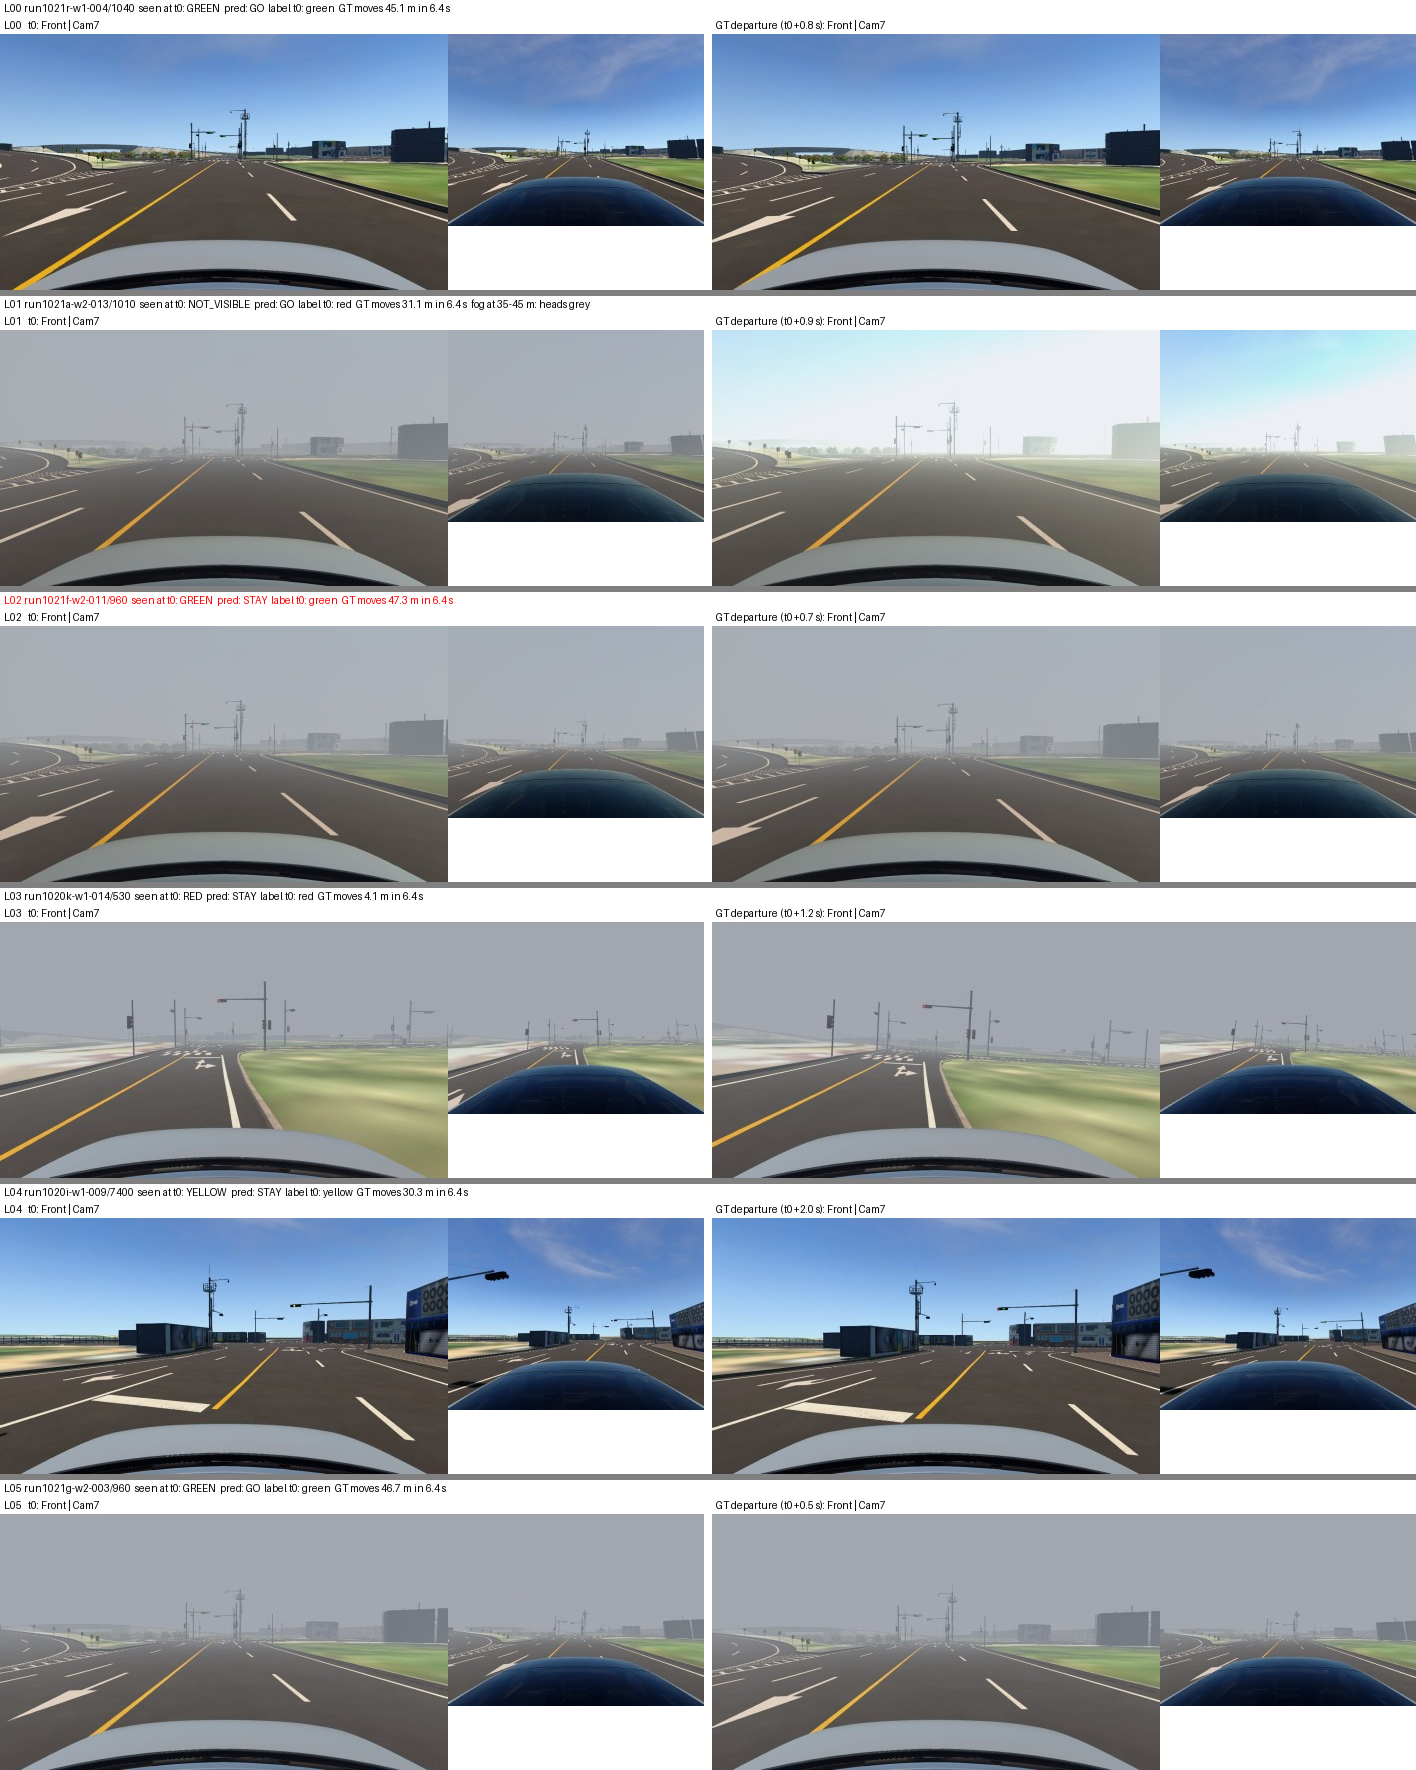 L00 run1021r-w1-004/1040 seen at t0: GREEN pred: GO label t0: green GT moves 45.1 m in 6.4 s
L00 t0: Front | Cam7
GT departure (t0+0.8 s): Front | Cam7
L01 run1021a-w2-013/1010 seen at t0: NOT_VISIBLE pred: GO label t0: red GT moves 31.1 m in 6.4 s fog at 35-45 m: heads grey
L01 t0: Front | Cam7
GT departure (t0+0.9 s): Front | Cam7
L02 run1021f-w2-011/960 seen at t0: GREEN pred: STAY label t0: green GT moves 47.3 m in 6.4 s
L02 t0: Front | Cam7
GT departure (t0+0.7 s): Front | Cam7
L03 run1020k-w1-014/530 seen at t0: RED pred: STAY label t0: red GT moves 4.1 m in 6.4 s
L03 t0: Front | Cam7
GT departure (t0+1.2 s): Front | Cam7
L04 run1020i-w1-009/7400 seen at t0: YELLOW pred: STAY label t0: yellow GT moves 30.3 m in 6.4 s
L04 t0: Front | Cam7
GT departure (t0+2.0 s): Front | Cam7
L05 run1021g-w2-003/960 seen at t0: GREEN pred: GO label t0: green GT moves 46.7 m in 6.4 s
L05 t0: Front | Cam7
GT departure (t0+0.5 s): Front | Cam7